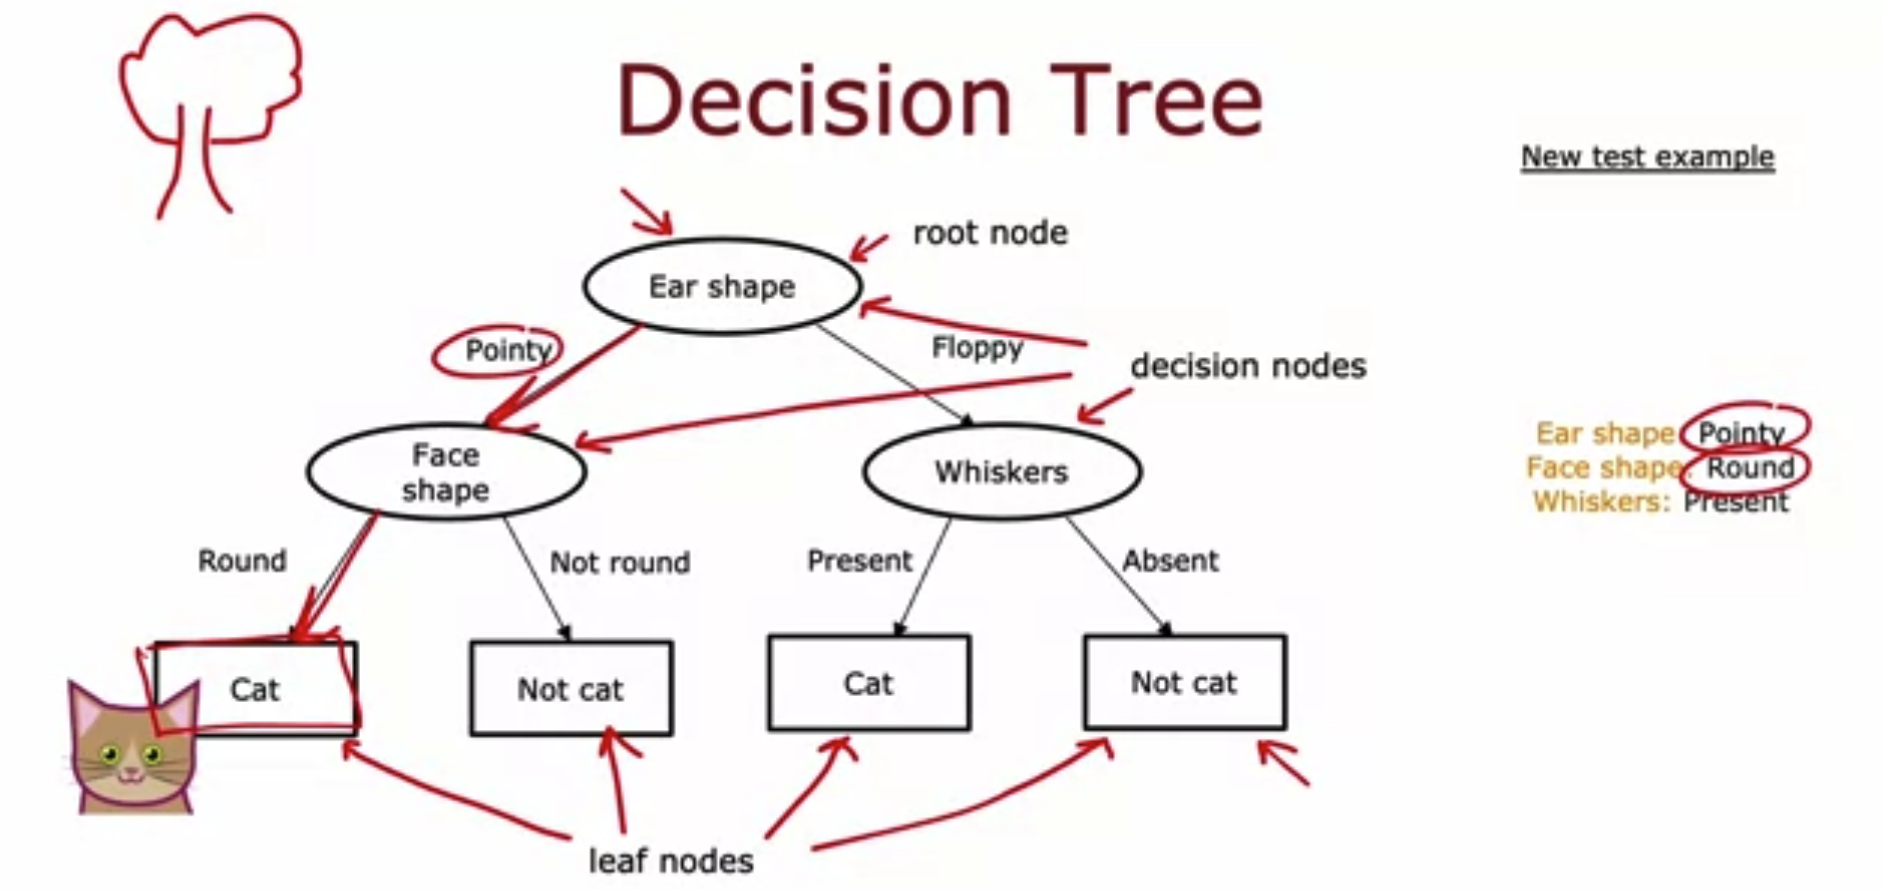 Decision Tree
New test example
root node
Ear shape
Pointy
Floppy
decision nodes
Ear shape Pointy
Face shape: Round
Whiskers: Present
Face
shape
Whiskers
Round
Not round
Present
Absent
Cat
Not cat
Cat
Not cat
leaf nodes